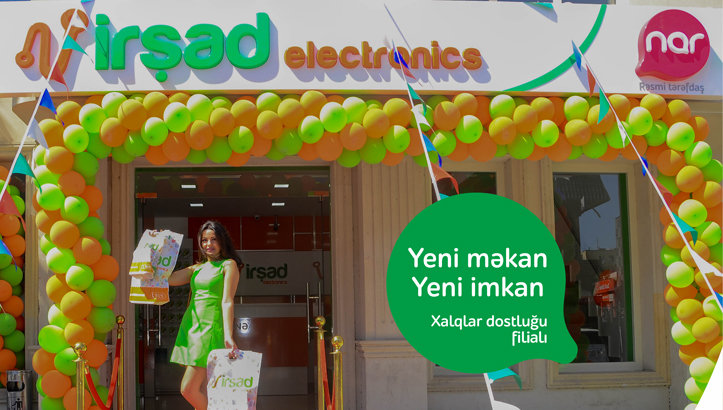 irşad electronics
nar
Rəsmi tərəfdaş
irşad
irşad
Yeni məkan
Yeni imkan
Xalqlar dostluğu
filialı